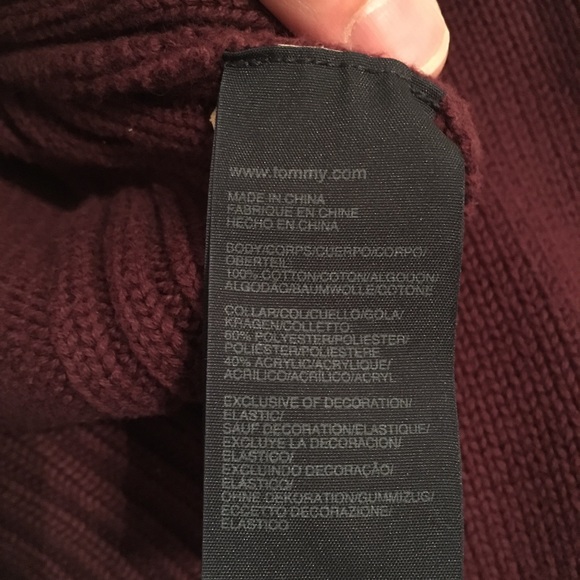 www.tommy.com
MADE IN CHINA
FABRIQUE EN CHINE
HECHO EN CHINA
BODY/CORPS/CUERPO/CORPO/
OBERTEIL
100% COTTON/COTON/ALGODON/
ALGODAO/BAUMWOLLE/COTONE
COLLAR/COL/CUELLO/GOLA/
KRAGEN/COLLETTO
60% POLYESTER/POLYESTER/
POLIESTER/POLIESTERE
40% ACRYLIC/ACRYLIQUE/
ACRILICO/ACRILICO/ACRYL
EXCLUSIVE OF DECORATION/
ELASTIC/
SAUF DECORATION/ELASTIQUE/
EXCLUYE LA DECORACION/
ELASTICO/
EXCLUINDO DECORAÇÃO/
ELASTICO/
OHNE DEKORATION/GUMMIZUG/
ECCETTO DECORAZIONE/
ELASTICO